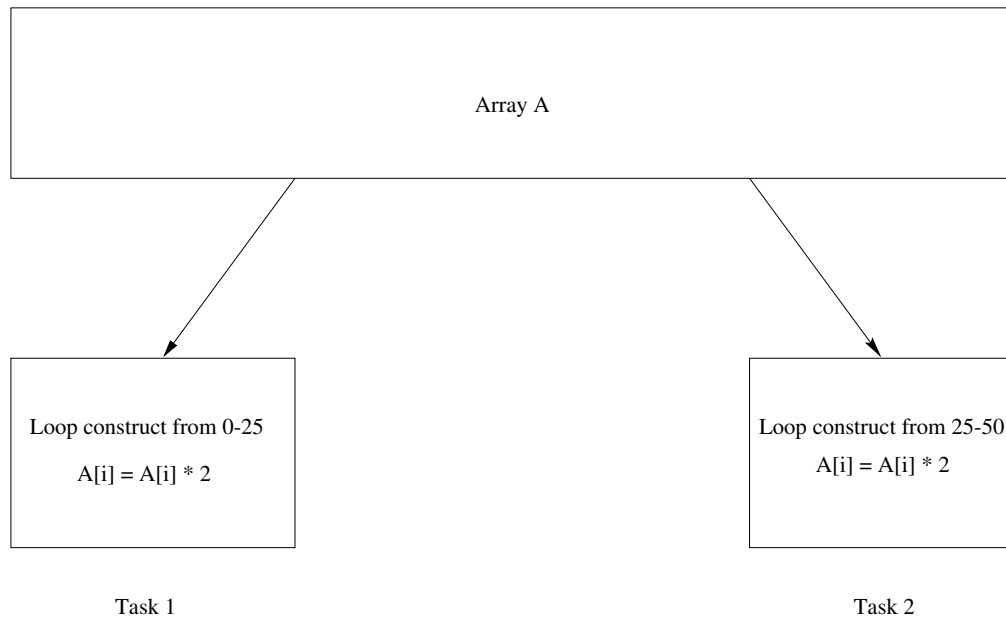 Array A
Loop construct from 0-25
A[i] = A[i] * 2
Loop construct from 25-50
A[i] = A[i] * 2
Task 1
Task 2